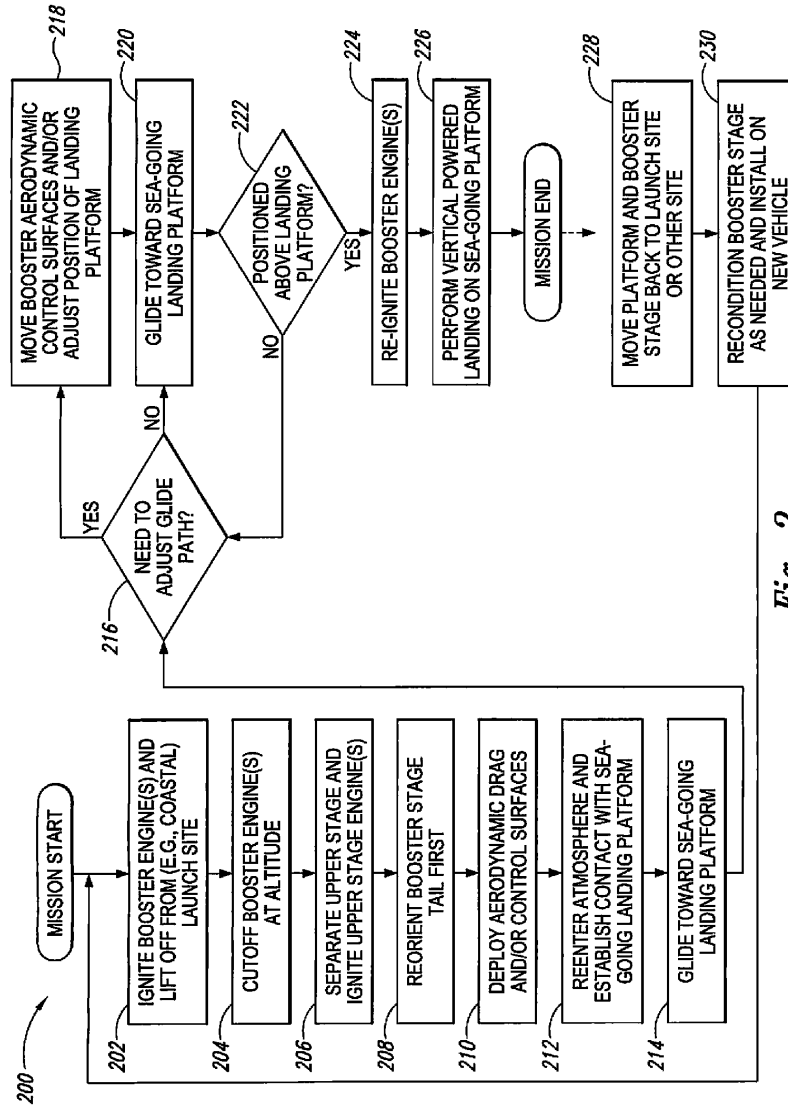 200
MISSION START
202
IGNITE BOOSTER ENGINE(S) AND
LIFT OFF FROM (E.G., COASTAL)
LAUNCH SITE
204
CUTOFF BOOSTER ENGINE(S)
AT ALTITUDE
206
SEPARATE UPPER STAGE AND
IGNITE UPPER STAGE ENGINE(S)
208
REORIENT BOOSTER STAGE
TAIL FIRST
210
DEPLOY AERODYNAMIC DRAG
AND/OR CONTROL SURFACES
212
REENTER ATMOSPHERE AND
ESTABLISH CONTACT WITH SEA-
GOING LANDING PLATFORM
214
GLIDE TOWARD SEA-GOING
LANDING PLATFORM
216
NEED TO
ADJUST GLIDE
PATH?
YES
NO
218
MOVE BOOSTER AERODYNAMIC
CONTROL SURFACES AND/OR
ADJUST POSITION OF LANDING
PLATFORM
220
GLIDE TOWARD SEA-GOING
LANDING PLATFORM
222
POSITIONED
ABOVE LANDING
PLATFORM?
NO
YES
224
RE-IGNITE BOOSTER ENGINE(S)
226
PERFORM VERTICAL POWERED
LANDING ON SEA-GOING PLATFORM
MISSION END
228
MOVE PLATFORM AND BOOSTER
STAGE BACK TO LAUNCH SITE
OR OTHER SITE
230
RECONDITION BOOSTER STAGE
AS NEEDED AND INSTALL ON
NEW VEHICLE
Fig. 2